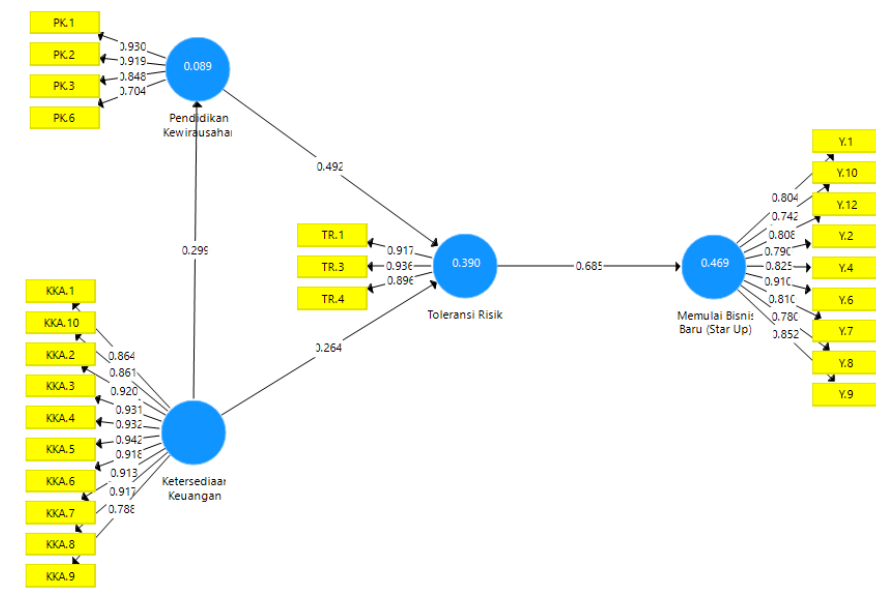 PK.1
PK.2
PK.3
PK.6
0.930
0.919
0.848
0.704
0.089
Pendidikan
Kewirausahar
0.492
0.299
TR.1
TR.3
TR.4
0.917
0.936
0.896
0.390
Toleransi Risik
0.264
0.685
0.469
Memulai Bisnis
Baru (Star Up)
Y.1
Y.10
Y.12
Y.2
Y.4
Y.6
Y.7
Y.8
Y.9
0.804
0.742
0.808
0.790
0.825
0.910
0.810
0.780
0.852
KKA.1
KKA.10
KKA.2
KKA.3
KKA.4
KKA.5
KKA.6
KKA.7
KKA.8
KKA.9
0.864
0.861
0.920
0.931
0.932
0.942
0.918
0.913
0.917
0.788
Ketersediaar
Keuangan